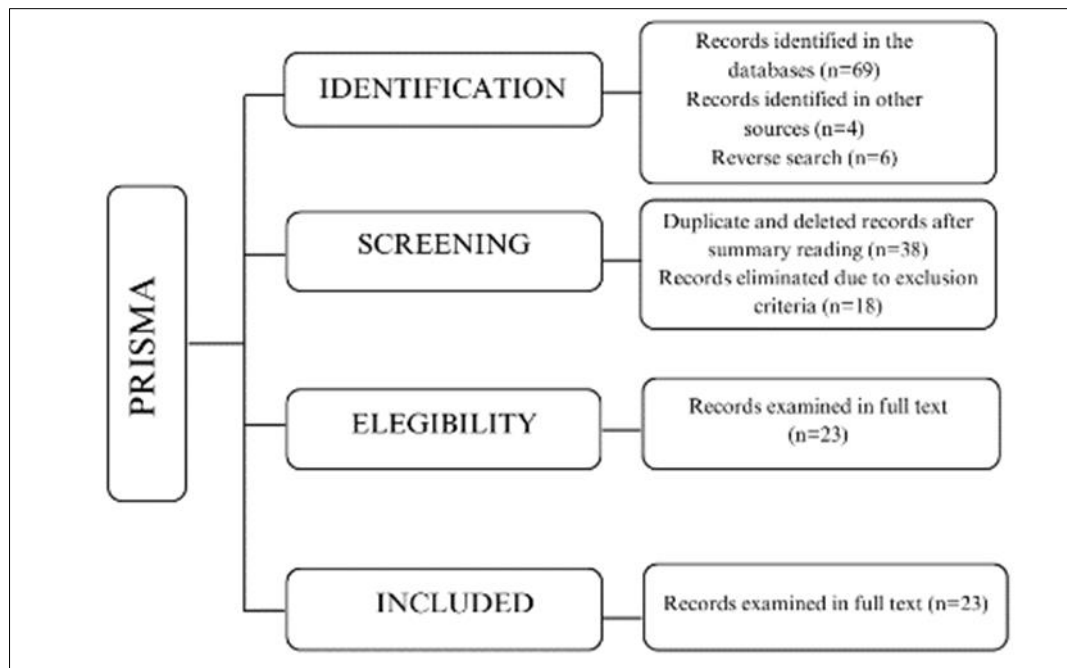 PRISMA
IDENTIFICATION
Records identified in the
databases (n=69)
Records identified in other
sources (n=4)
Reverse search (n=6)
SCREENING
Duplicate and deleted records after
summary reading (n=38)
Records eliminated due to exclusion
criteria (n=18)
ELEGIBILITY
Records examined in full text
(n=23)
INCLUDED
Records examined in full text (n=23)